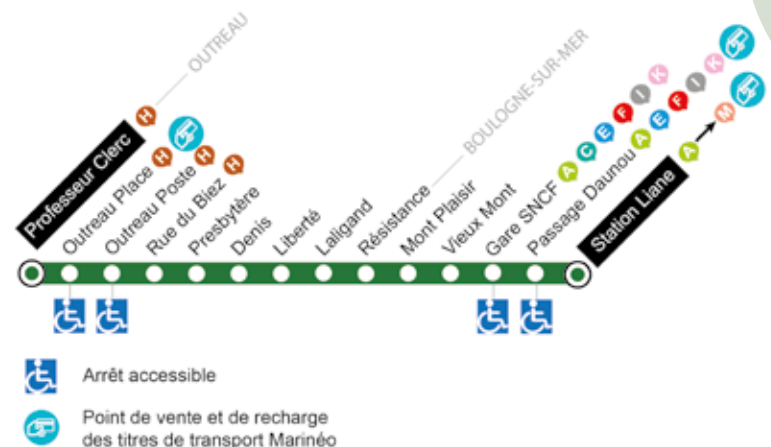 OUTREAU
BOULOGNE-SUR-MER
Professeur Clerc H
Outreau Place H
Outreau Poste H
Rue du Biez H
Presbytère
Denis
Liberté
Laligand
Résistance
Mont Plaisir
Vieux Mont
Gare SNCF A C E F I K
Passage Daunou A E F I K
Station Liane A M
Arrêt accessible
Point de vente et de recharge
des titres de transport Marinéo